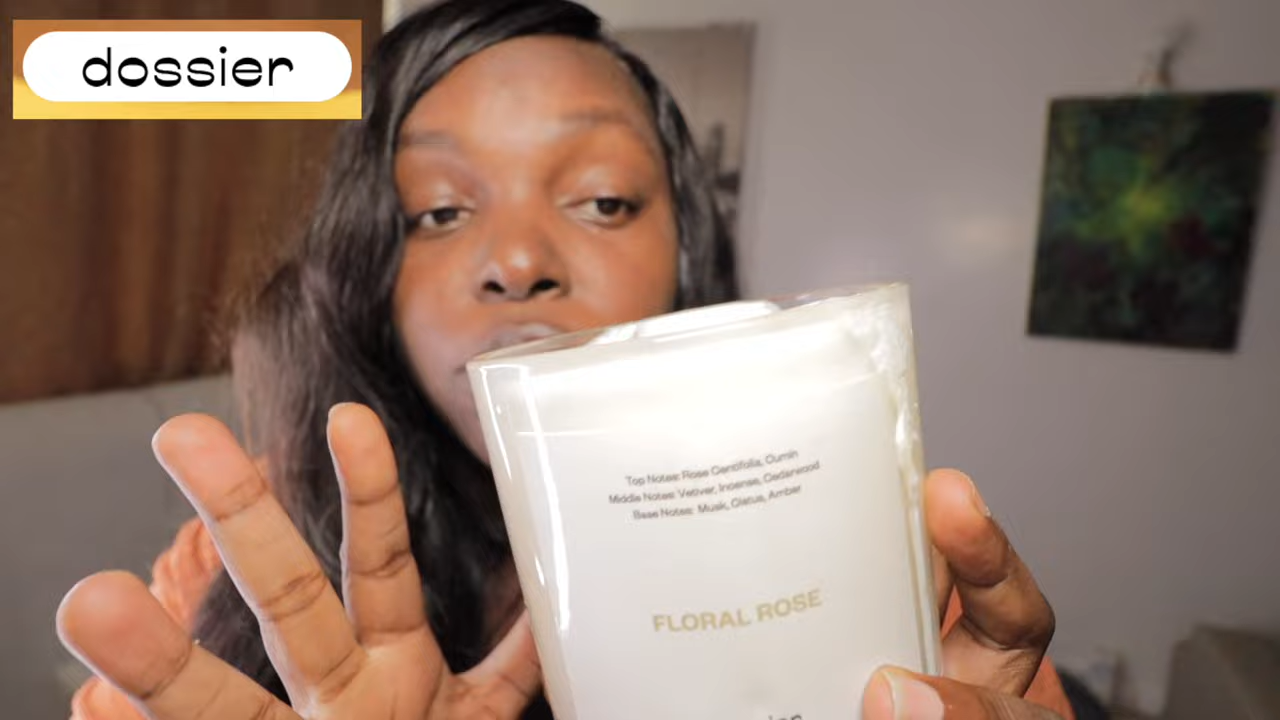 dossier
Top Notes: Rose Centifolia, Cumin
Middle Notes: Vetiver, Incense, Cedarwood
Base Notes: Musk, Cistus, Amber
FLORAL ROSE